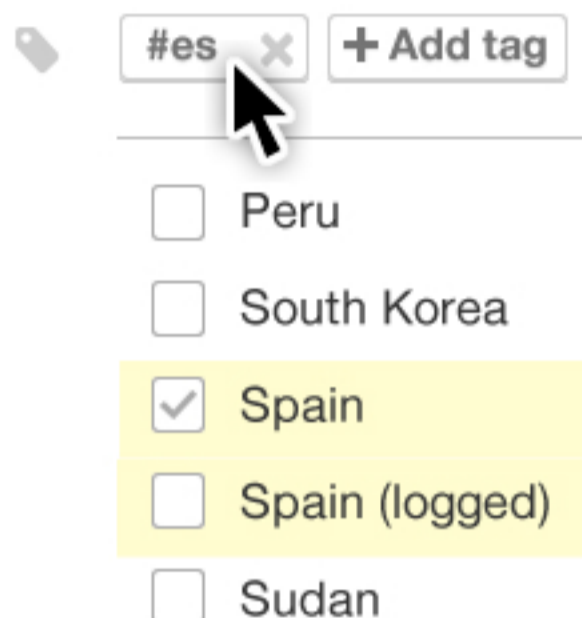 #es + Add tag
Peru
South Korea
Spain
Spain (logged)
Sudan